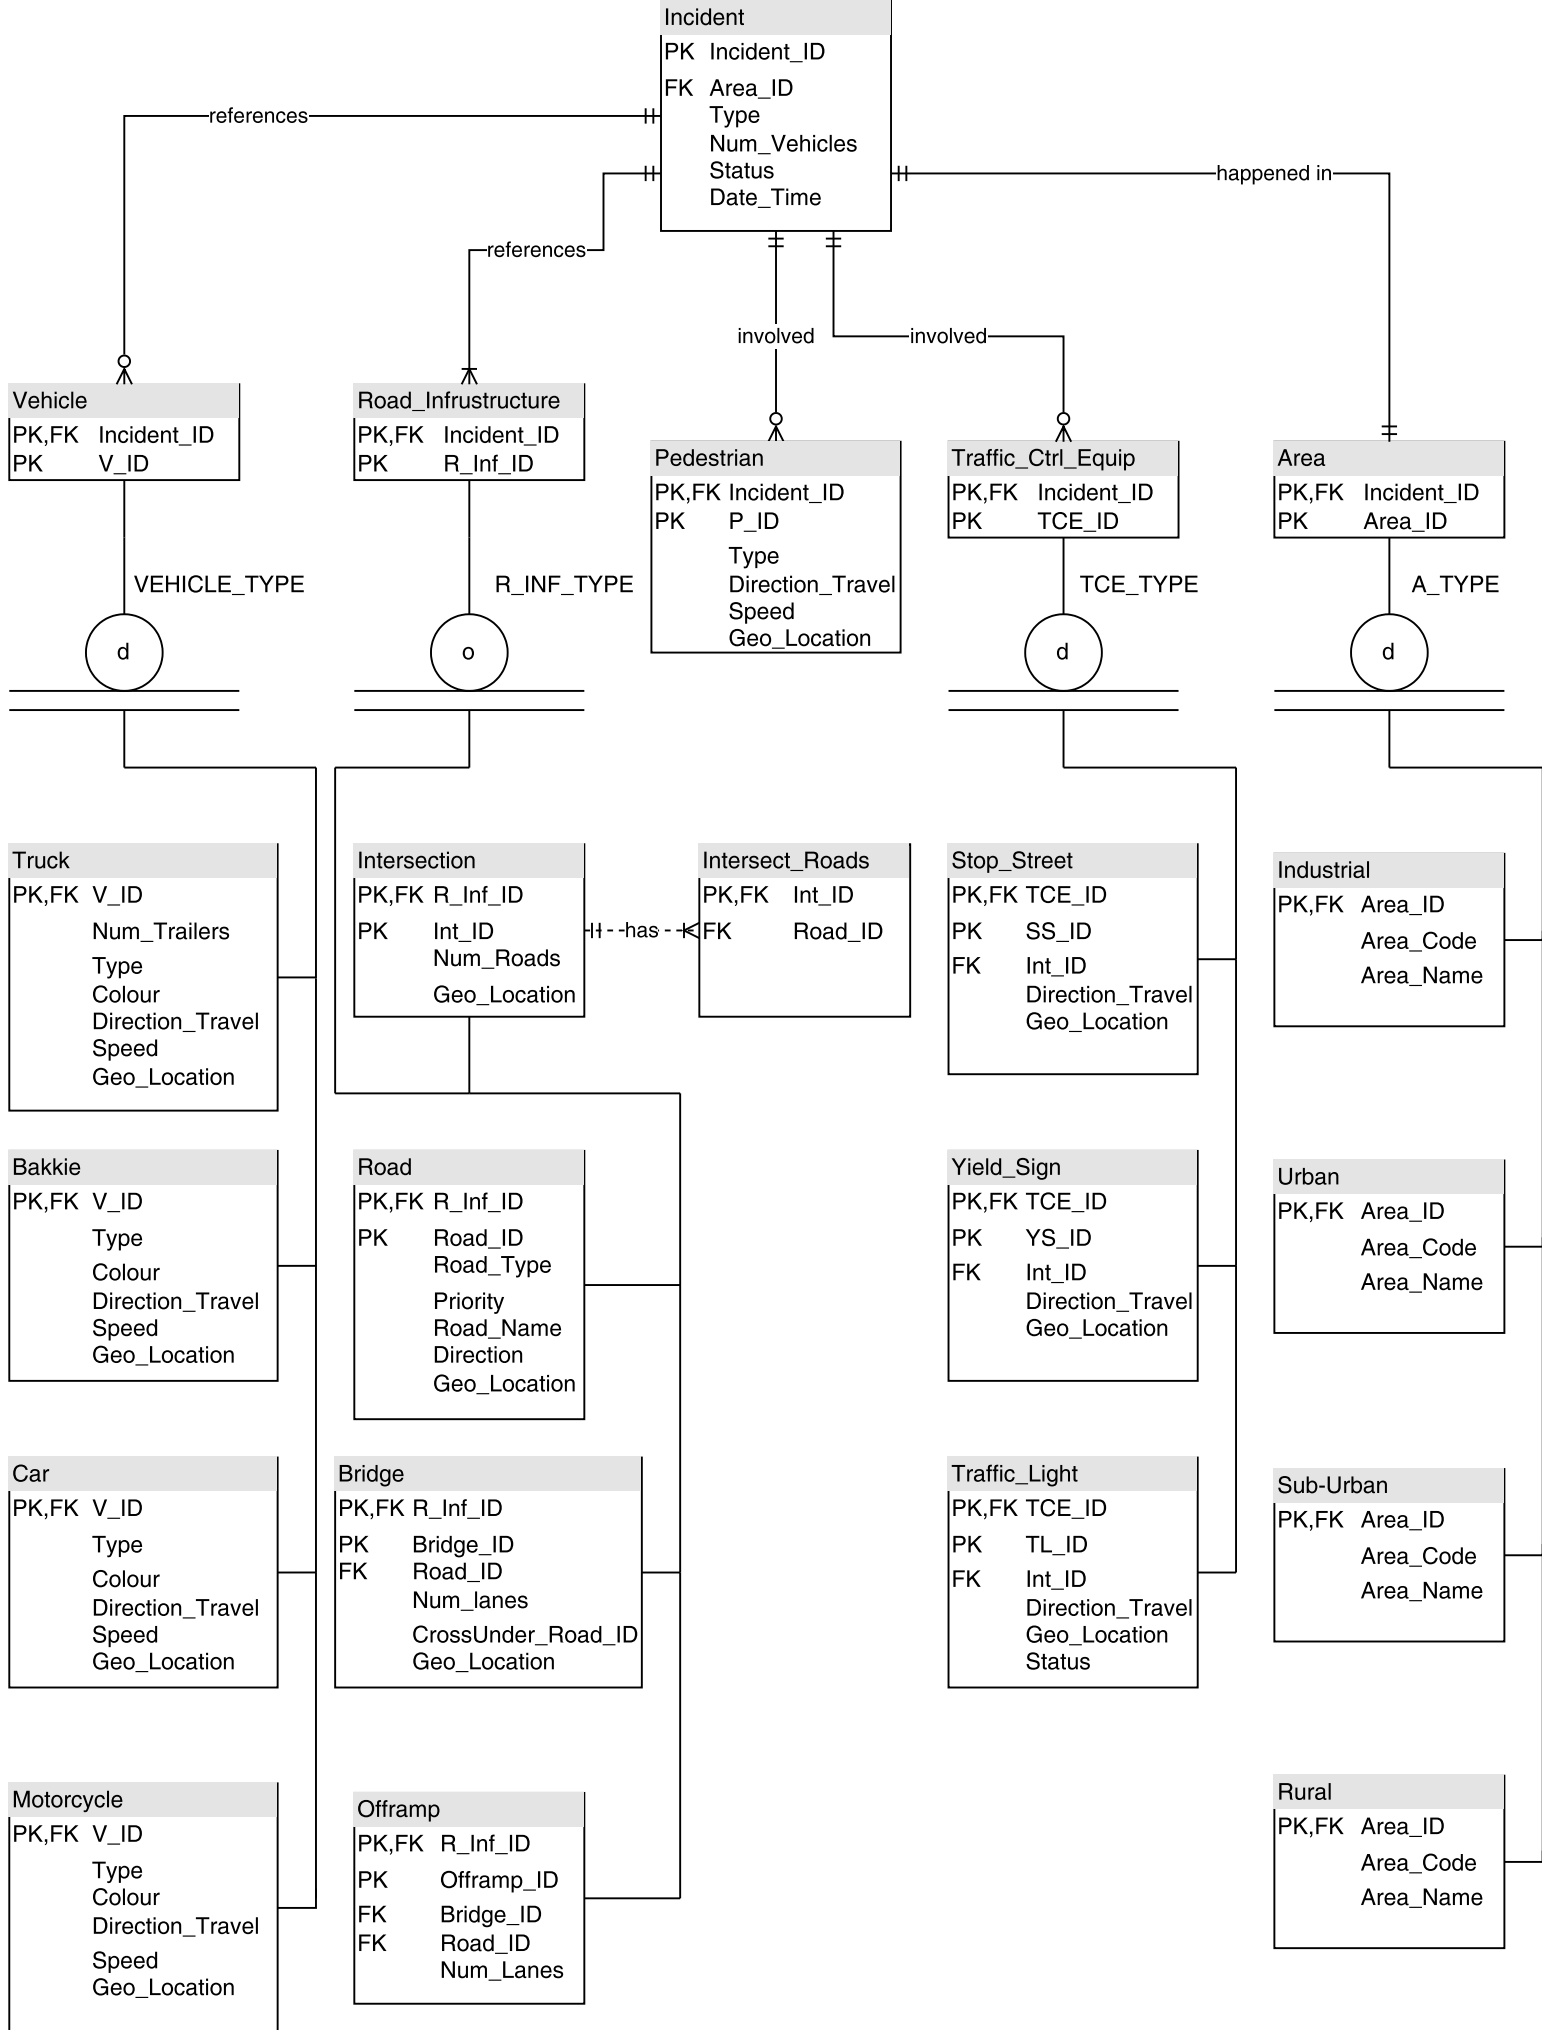 Incident
PK Incident_ID
FK Area_ID
Type
Num_Vehicles
Status
Date_Time
references
references
happened in
involved
involved
Vehicle
PK,FK Incident_ID
PK V_ID
Road_Infrustructure
PK,FK Incident_ID
PK R_Inf_ID
Pedestrian
PK,FK Incident_ID
PK P_ID
Type
Direction_Travel
Speed
Geo_Location
Traffic_Ctrl_Equip
PK,FK Incident_ID
PK TCE_ID
Area
PK,FK Incident_ID
PK Area_ID
VEHICLE_TYPE
R_INF_TYPE
TCE_TYPE
A_TYPE
d
o
d
d
Truck
PK,FK V_ID
Num_Trailers
Type
Colour
Direction_Travel
Speed
Geo_Location
Intersection
PK,FK R_Inf_ID
PK Int_ID
Num_Roads
Geo_Location
has
Intersect_Roads
PK,FK Int_ID
FK Road_ID
Stop_Street
PK,FK TCE_ID
PK SS_ID
FK Int_ID
Direction_Travel
Geo_Location
Industrial
PK,FK Area_ID
Area_Code
Area_Name
Bakkie
PK,FK V_ID
Type
Colour
Direction_Travel
Speed
Geo_Location
Road
PK,FK R_Inf_ID
PK Road_ID
Road_Type
Priority
Road_Name
Direction
Geo_Location
Yield_Sign
PK,FK TCE_ID
PK YS_ID
FK Int_ID
Direction_Travel
Geo_Location
Urban
PK,FK Area_ID
Area_Code
Area_Name
Car
PK,FK V_ID
Type
Colour
Direction_Travel
Speed
Geo_Location
Bridge
PK,FK R_Inf_ID
PK Bridge_ID
FK Road_ID
Num_lanes
CrossUnder_Road_ID
Geo_Location
Traffic_Light
PK,FK TCE_ID
PK TL_ID
FK Int_ID
Direction_Travel
Geo_Location
Status
Sub-Urban
PK,FK Area_ID
Area_Code
Area_Name
Motorcycle
PK,FK V_ID
Type
Colour
Direction_Travel
Speed
Geo_Location
Offramp
PK,FK R_Inf_ID
PK Offramp_ID
FK Bridge_ID
FK Road_ID
Num_Lanes
Rural
PK,FK Area_ID
Area_Code
Area_Name